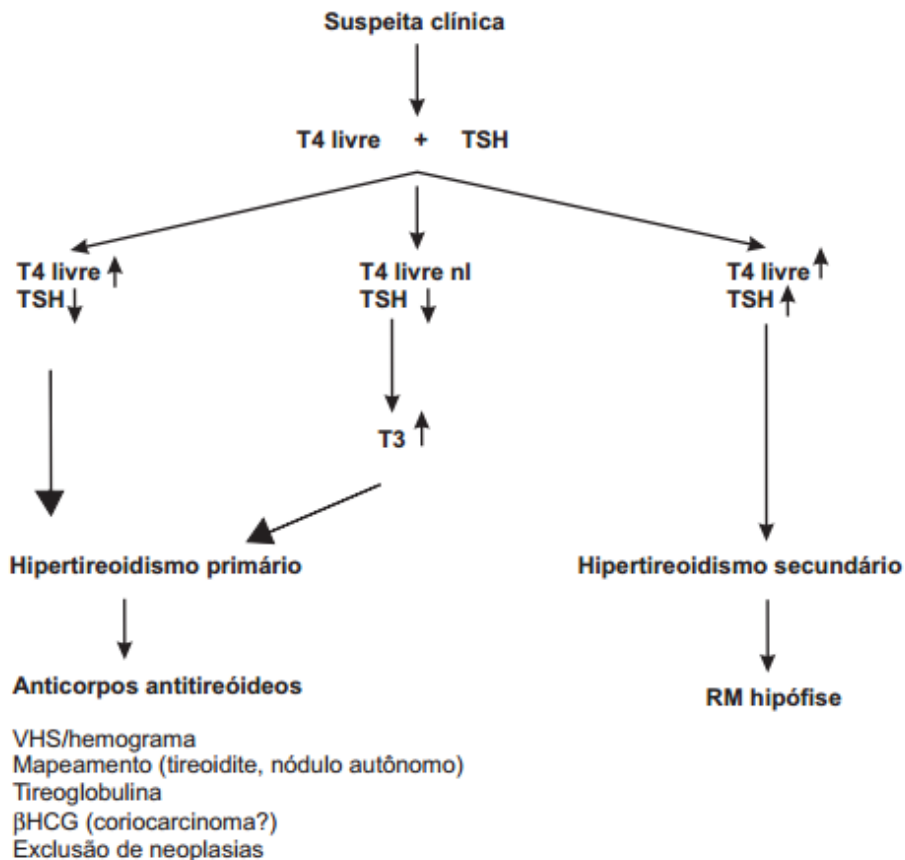 Suspeita clínica
T4 livre + TSH
T4 livre
TSH
T4 livre nl
TSH
T4 livre
TSH
T3
Hipertireoidismo primário
Hipertireoidismo secundário
Anticorpos antitireóideos
RM hipófise
VHS/hemograma
Mapeamento (tireoidite, nódulo autônomo)
Tireoglobulina
βHCG (coriocarcinoma?)
Exclusão de neoplasias